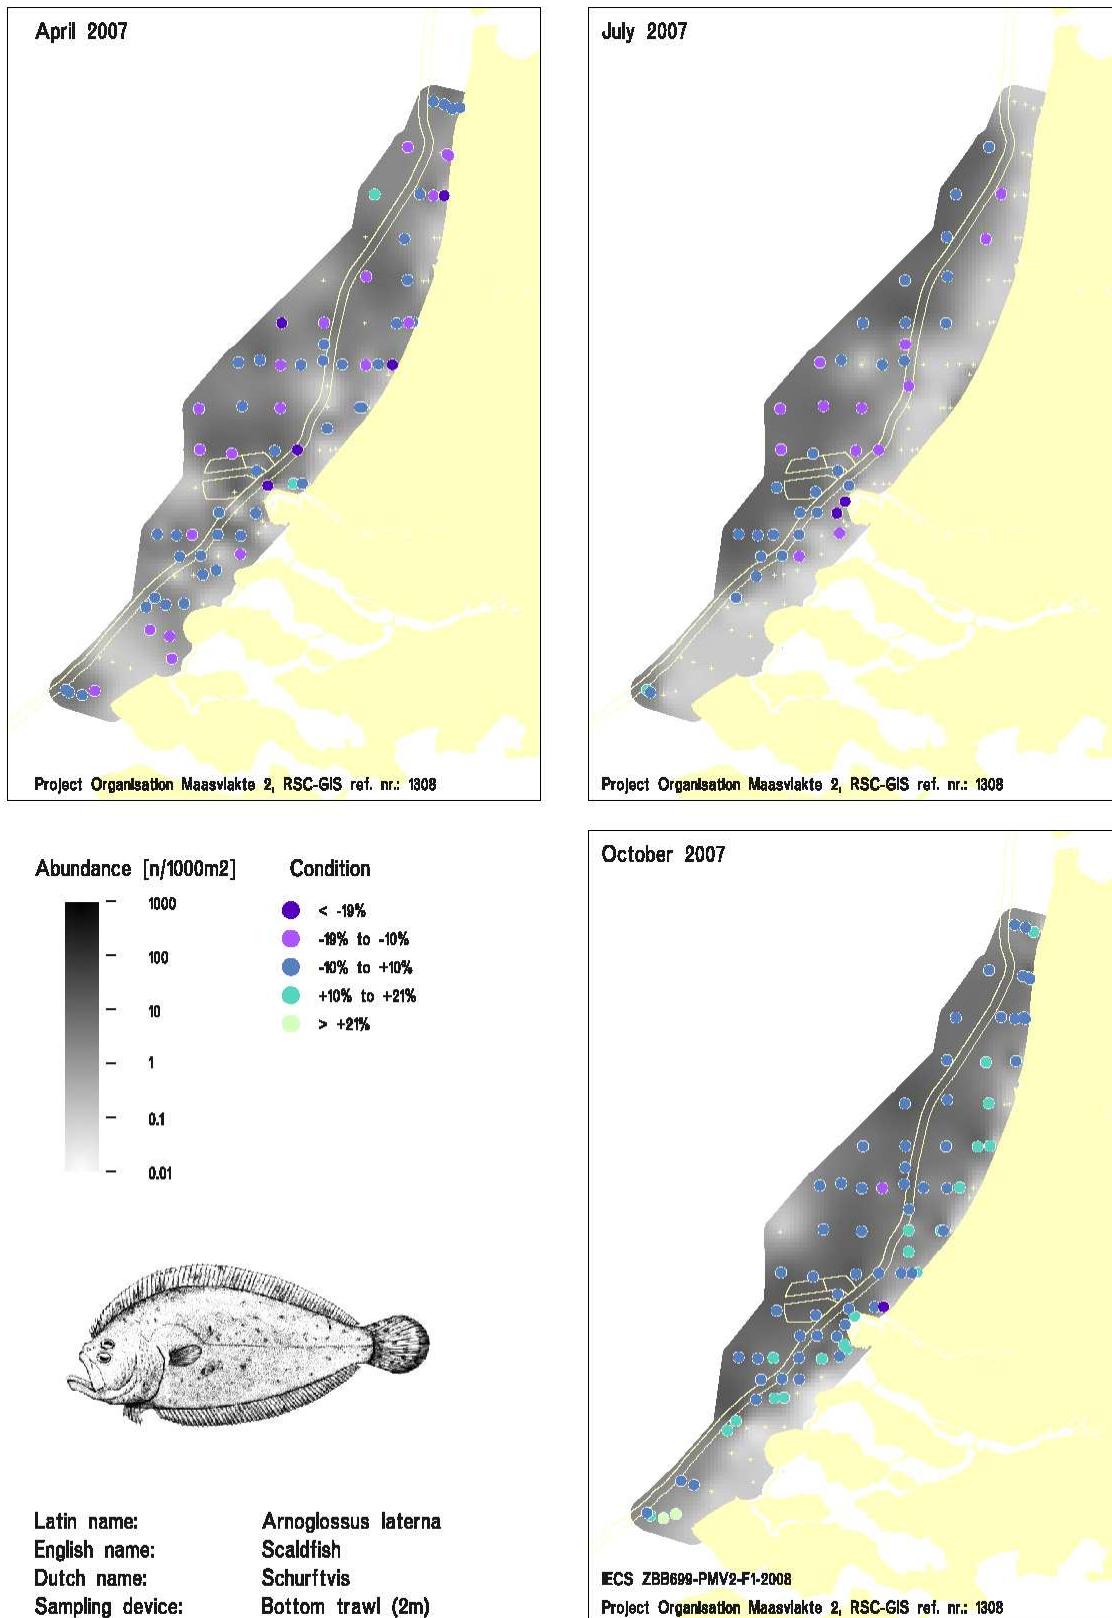 April 2007
Project Organisation Maasvlakte 2, RSC-GIS ref. nr.: 1308
July 2007
Project Organisation Maasvlakte 2, RSC-GIS ref. nr.: 1308
Abundance [n/1000m2]
1000
100
10
1
0.1
0.01
Condition
< -19%
-19% to -10%
-10% to +10%
+10% to +21%
> +21%
October 2007
IECS ZBB699-PMV2-F1-2008
Project Organisation Maasvlakte 2, RSC-GIS ref. nr.: 1308
Latin name: Arnoglossus laterna
English name: Scaldfish
Dutch name: Schurftvis
Sampling device: Bottom trawl (2m)